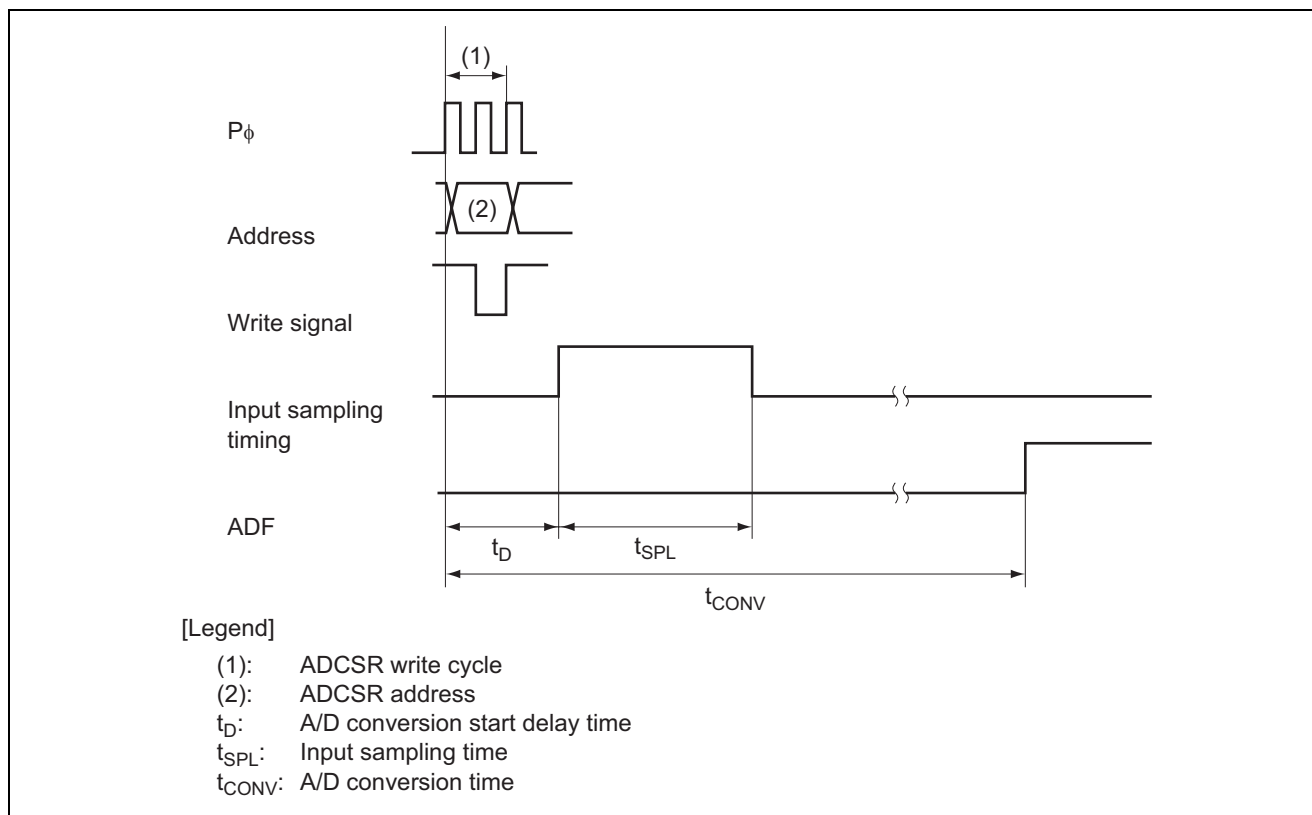 (1)
Pϕ
(2)
Address
Write signal
Input sampling
timing
ADF
tD
tSPL
tCONV
[Legend]
(1): ADCSR write cycle
(2): ADCSR address
tD: A/D conversion start delay time
tSPL: Input sampling time
tCONV: A/D conversion time